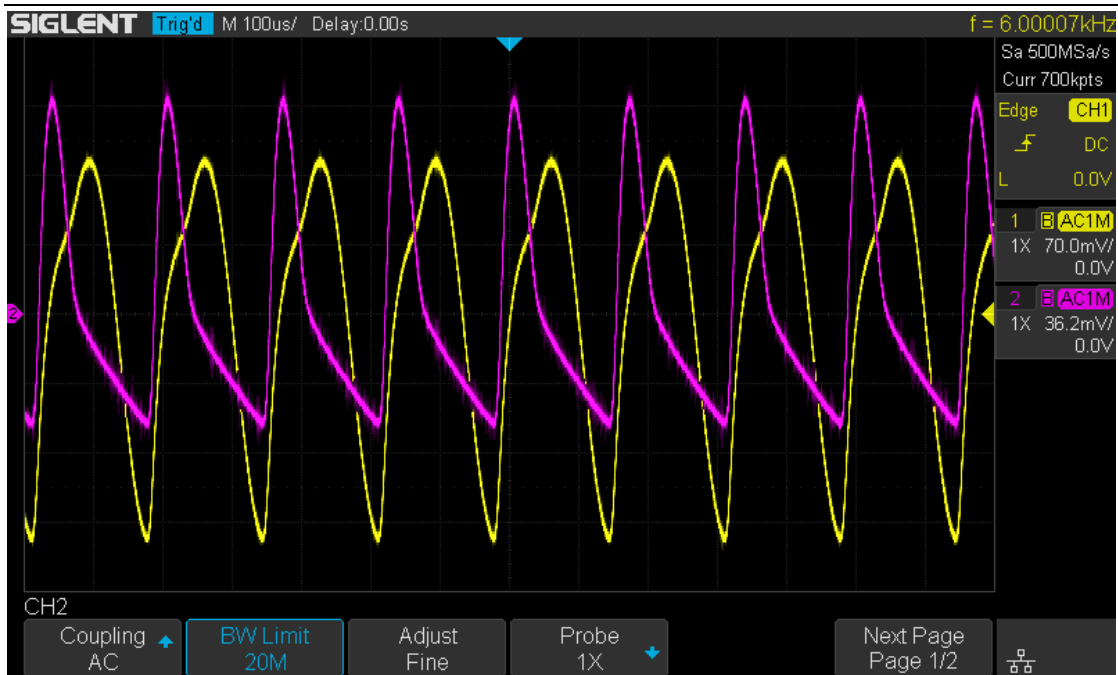 SIGLENT Trig'd M 100us/ Delay:0.00s f = 6.00007kHz
Sa 500MSa/s
Curr 700kpts
Edge CH1
DC
L 0.0V
1 B AC1M
1X 70.0mV/
0.0V
2 B AC1M
1X 36.2mV/
0.0V
2
CH2
Coupling
AC
BW Limit
20M
Adjust
Fine
Probe
1X
Next Page
Page 1/2